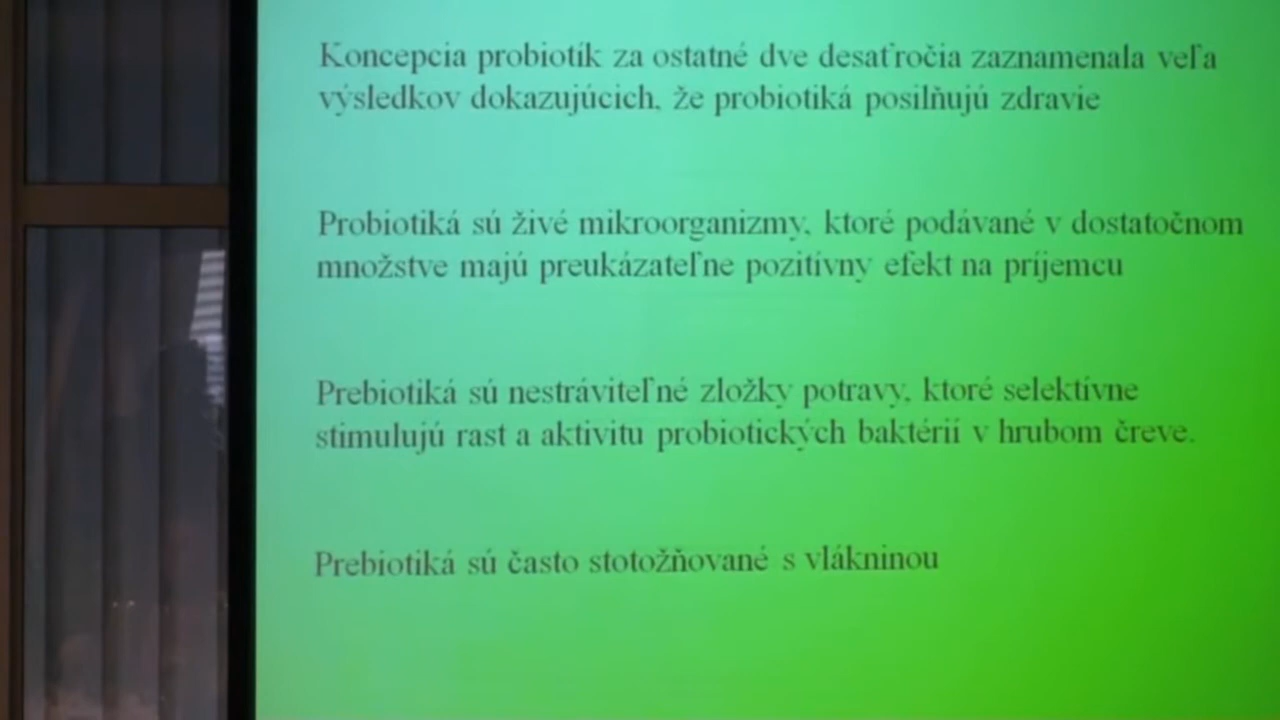 Koncepcia probiotík za ostatné dve desaťročia zaznamenala veľa
výsledkov dokazujúcich, že probiotiká posilňujú zdravie
Probiotiká sú živé mikroorganizmy, ktoré podávané v dostatočnom
množstve majú preukázateľne pozitívny efekt na príjemcu
Prebiotiká sú nestráviteľné zložky potravy, ktoré selektívne
stimulujú rast a aktivitu probiotických baktérií v hrubom čreve.
Prebiotiká sú často stotožňované s vlákninou